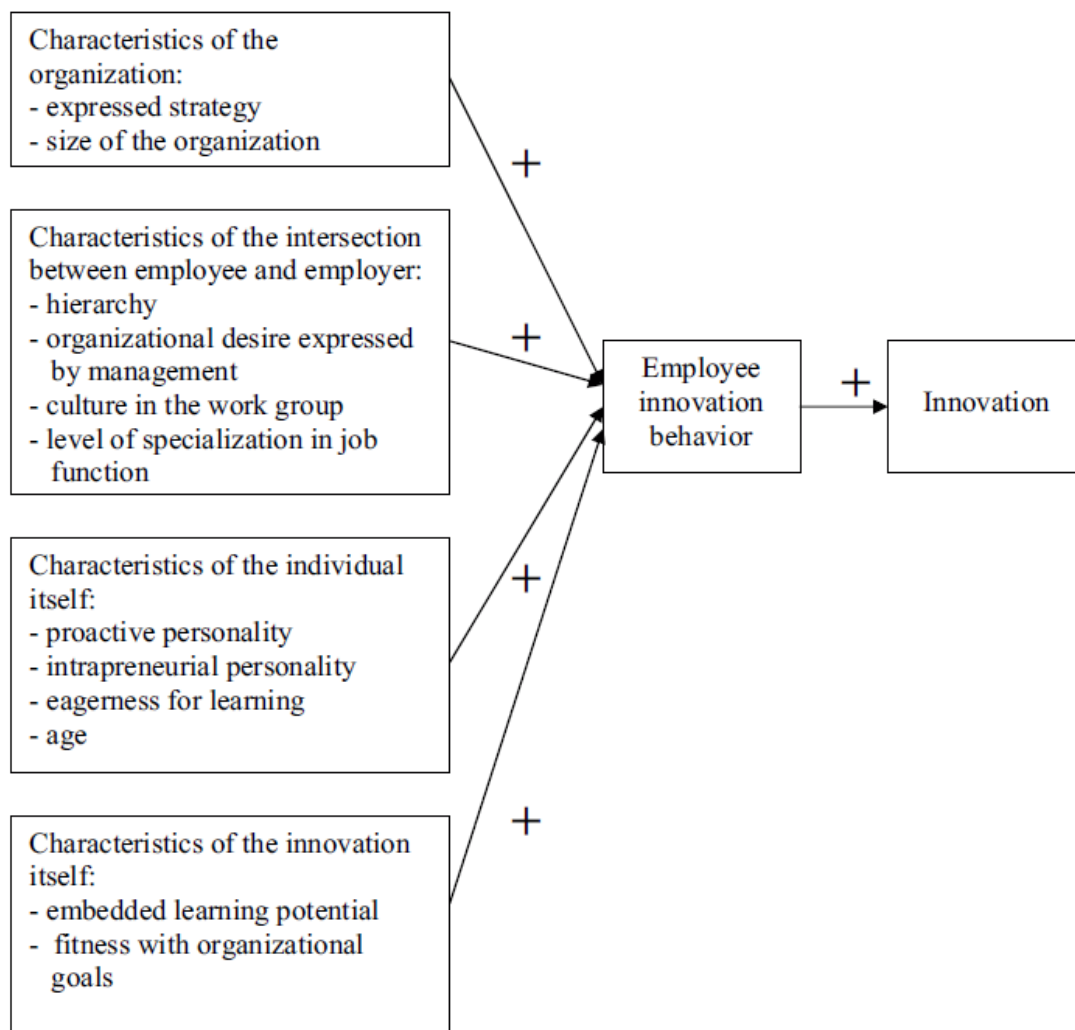 Characteristics of the
organization:
- expressed strategy
- size of the organization
+
Characteristics of the intersection
between employee and employer:
- hierarchy
- organizational desire expressed
by management
- culture in the work group
- level of specialization in job
function
+
Employee
innovation
behavior
+
Innovation
Characteristics of the individual
itself:
- proactive personality
- intrapreneurial personality
- eagerness for learning
- age
+
Characteristics of the innovation
itself:
- embedded learning potential
- fitness with organizational
goals
+